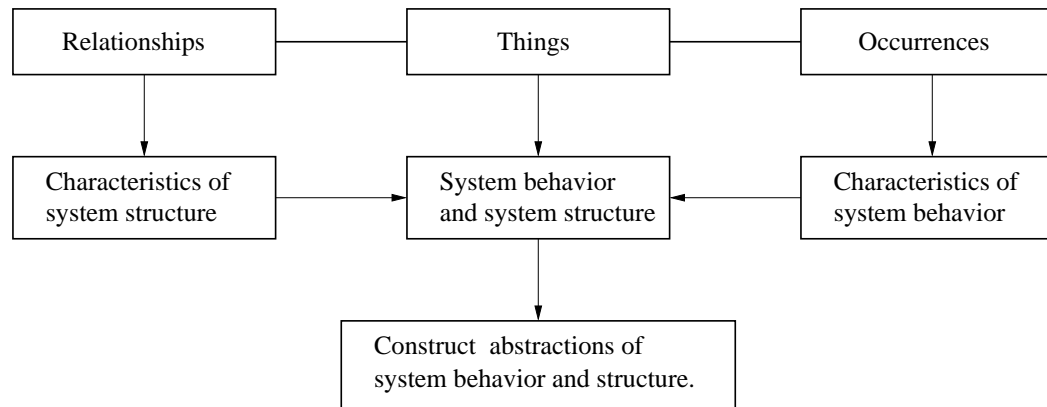 Relationships
Things
Occurrences
Characteristics of
system structure
System behavior
and system structure
Characteristics of
system behavior
Construct abstractions of
system behavior and structure.